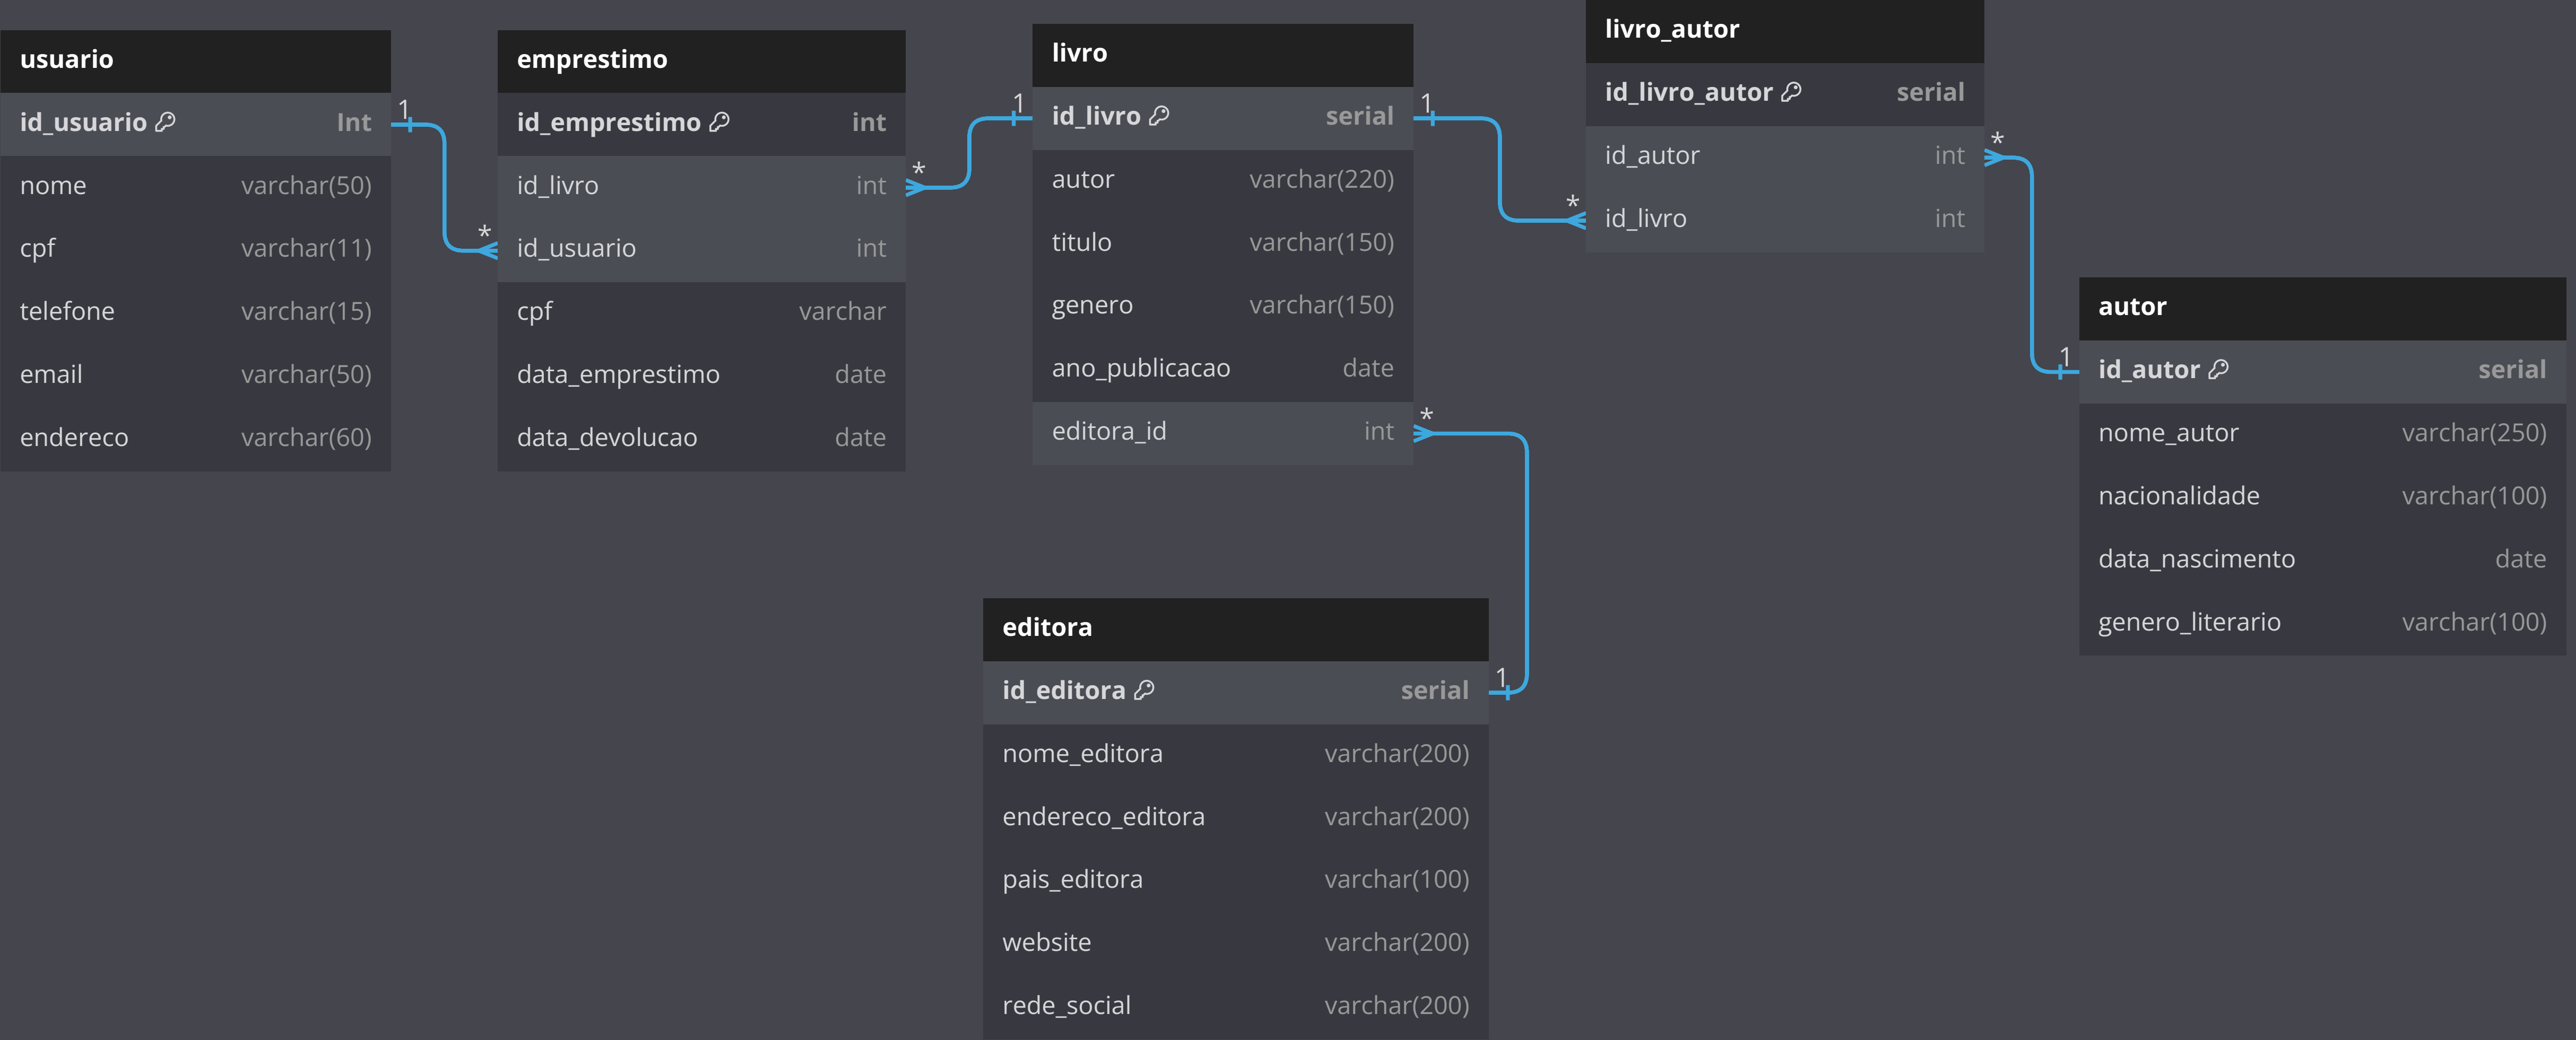 usuario
id_usuario Int
nome varchar(50)
cpf varchar(11)
telefone varchar(15)
email varchar(50)
endereco varchar(60)
1
*
emprestimo
id_emprestimo int
id_livro int
id_usuario int
cpf varchar
data_emprestimo date
data_devolucao date
*
1
livro
id_livro serial
autor varchar(220)
titulo varchar(150)
genero varchar(150)
ano_publicacao date
editora_id int
1
*
*
1
livro_autor
id_livro_autor serial
id_autor int
id_livro int
*
1
autor
id_autor serial
nome_autor varchar(250)
nacionalidade varchar(100)
data_nascimento date
genero_literario varchar(100)
editora
id_editora serial
nome_editora varchar(200)
endereco_editora varchar(200)
pais_editora varchar(100)
website varchar(200)
rede_social varchar(200)